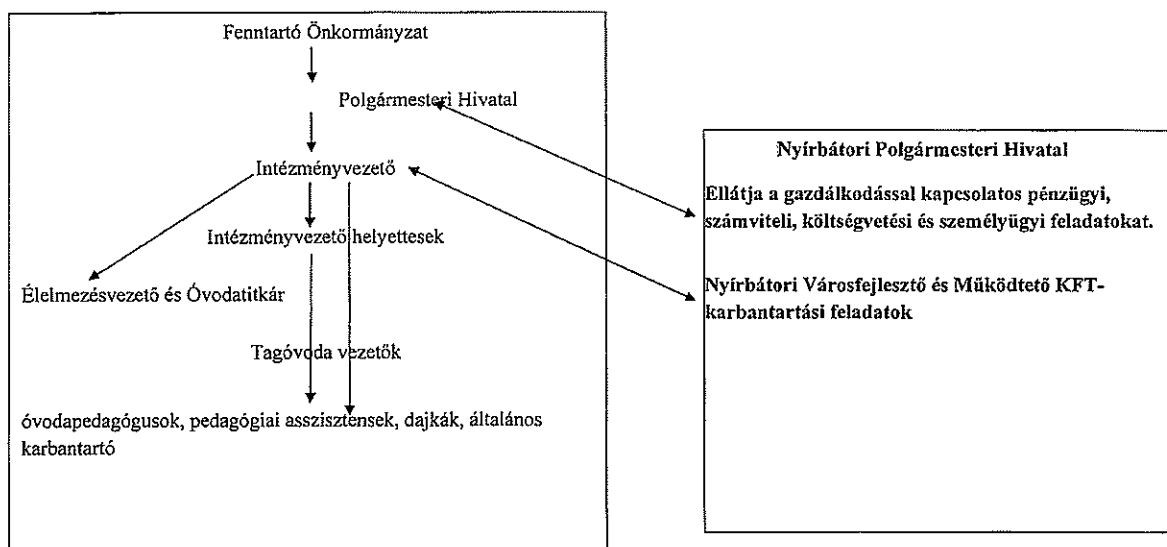 Fenntartó Önkormányzat
Polgármesteri Hivatal
Intézményvezető
Intézményvezető helyettesek
Élelmezésvezető és Óvodatitkár
Tagóvoda vezetők
óvodapedagógusok, pedagógiai asszisztensek, dajkák, általános
karbantartó
Nyírbátori Polgármesteri Hivatal
Ellátja a gazdálkodással kapcsolatos pénzügyi,
számviteli, költségvetési és személyügyi feladatokat.
Nyírbátori Városfejlesztő és Működtető KFT-
karbantartási feladatok